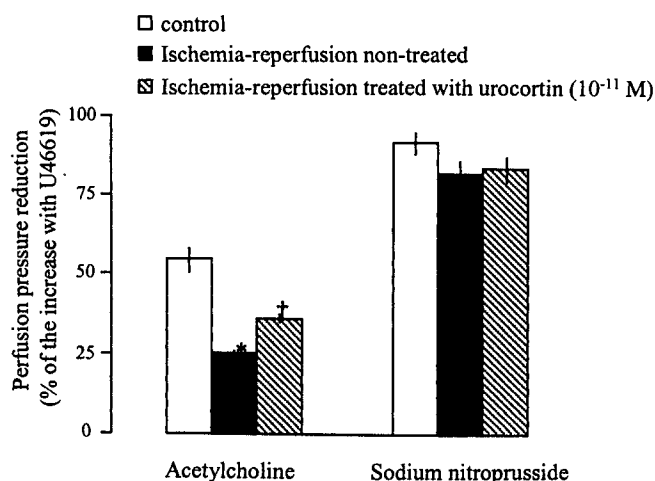 control
Ischemia-reperfusion non-treated
Ischemia-reperfusion treated with urocortin (10⁻¹¹ M)
Perfusion pressure reduction
(% of the increase with U46619)
100
75
50
25
0
*
+
Acetylcholine
Sodium nitroprusside